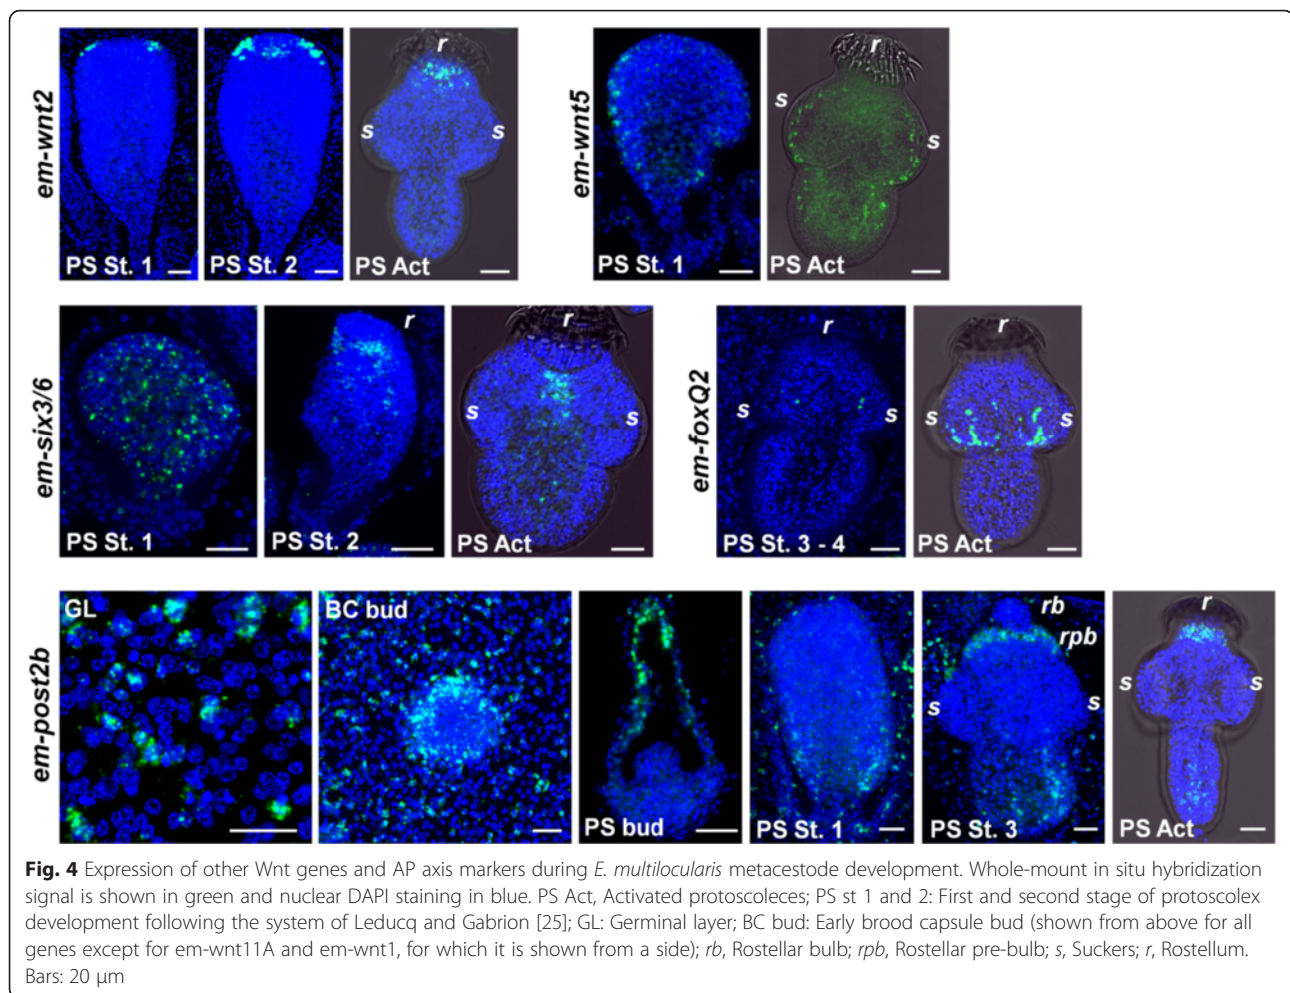 em-wnt2
r
s
s
PS St. 1
PS St. 2
PS Act
em-wnt5
r
s
s
PS St. 1
PS Act
em-six3/6
r
r
s
s
PS St. 1
PS St. 2
PS Act
em-foxQ2
r
r
s
s
s
s
PS St. 3 - 4
PS Act
em-post2b
GL
BC bud
PS bud
PS St. 1
rb
rpb
s
s
PS St. 3
r
s
s
PS Act
Fig. 4 Expression of other Wnt genes and AP axis markers during E. multilocularis metacestode development. Whole-mount in situ hybridization
signal is shown in green and nuclear DAPI staining in blue. PS Act, Activated protoscoleces; PS st 1 and 2: First and second stage of protoscolex
development following the system of Leducq and Gabrion [25]; GL: Germinal layer; BC bud: Early brood capsule bud (shown from above for all
genes except for em-wnt11A and em-wnt1, for which it is shown from a side); rb, Rostellar bulb; rpb, Rostellar pre-bulb; s, Suckers; r, Rostellum.
Bars: 20 μm